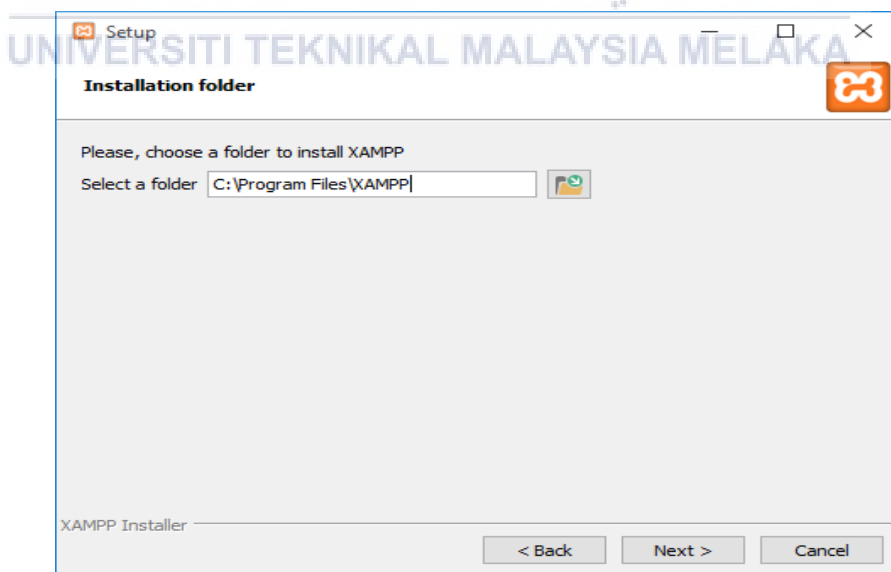 Setup
UNIVERSITI TEKNIKAL MALAYSIA MELAKA
Installation folder
Please, choose a folder to install XAMPP
Select a folder C:\Program Files\XAMPP
XAMPP Installer
< Back Next > Cancel